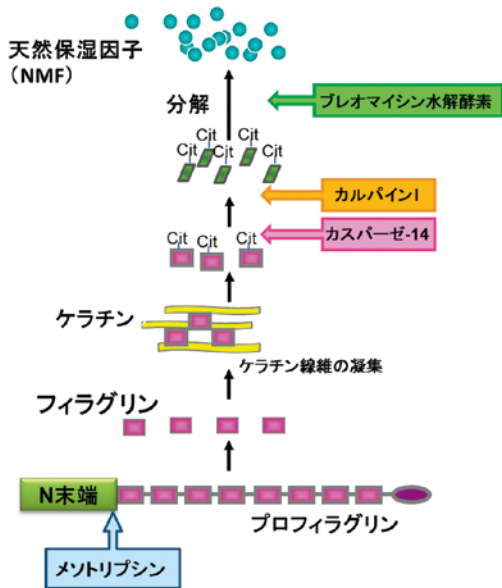 天然保湿因子
（NMF）
分解
ブレオマイシン水解酵素
Cit
Cit Cit
Cit Cit
カルパインI
カスパーゼ-14
Cit Cit Cit
ケラチン
ケラチン線維の凝集
フィラグリン
N末端
プロフィラグリン
メソトリプシン